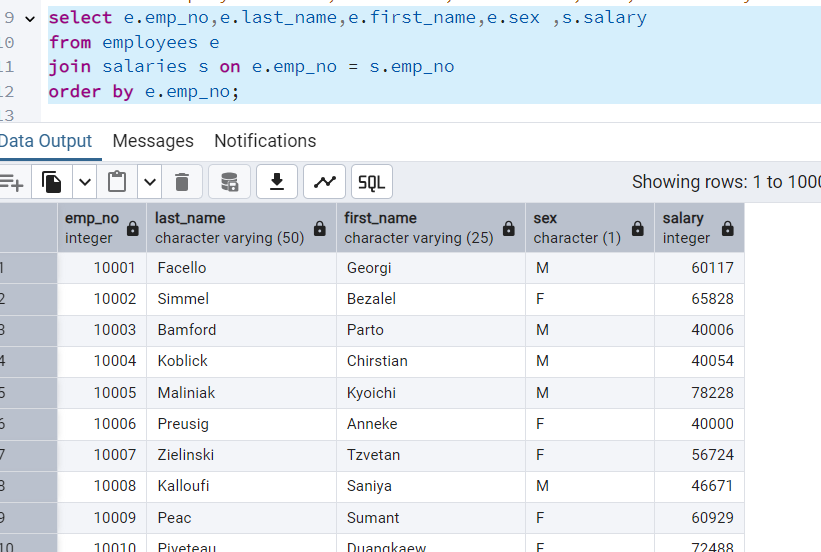 9 select e.emp_no,e.last_name,e.first_name,e.sex ,s.salary
10 from employees e
11 join salaries s on e.emp_no = s.emp_no
12 order by e.emp_no;
13
Data Output Messages Notifications
SQL Showing rows: 1 to 1000
emp_no last_name first_name sex salary
integer character varying (50) character varying (25) character (1) integer
1 10001 Facello Georgi M 60117
2 10002 Simmel Bezalel F 65828
3 10003 Bamford Parto M 40006
4 10004 Koblick Chirstian M 40054
5 10005 Maliniak Kyoichi M 78228
6 10006 Preusig Anneke F 40000
7 10007 Zielinski Tzvetan F 56724
8 10008 Kalloufi Saniya M 46671
9 10009 Peac Sumant F 60929
10 10010 Piveteau Duangkaew F 72488